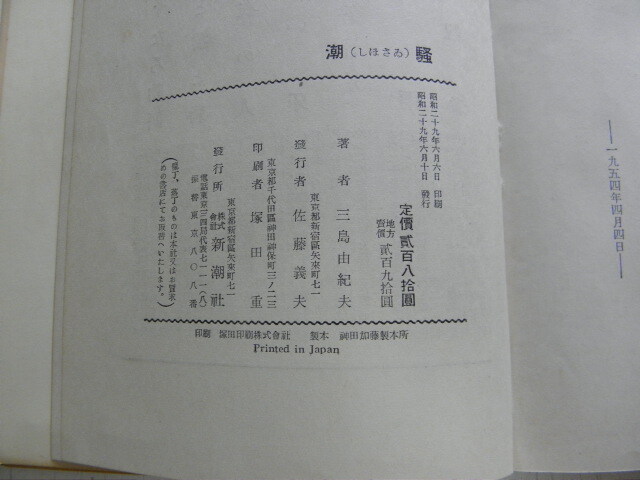 ―一九五四年四月四日―
潮騷（しほさゐ）
昭和二十九年六月六日 印刷
昭和二十九年六月十日 發行
定價 貳百八拾圓
地方賣價 貳百九拾圓
著者 三島由紀夫
東京都新宿區矢來町七一
發行者 佐藤義夫
東京都千代田區神田神保町三ノ二三
印刷者 塚田重
東京都新宿區矢來町七一
發行所 株式會社 新潮社
電話東京三四局代表七一一一（八）
振替東京八〇八番
（亂丁、落丁のものは本社又はお買求めの書店にてお取替へいたします。）
印刷 塚田印刷株式會社 製本 神田加藤製本所
Printed in Japan